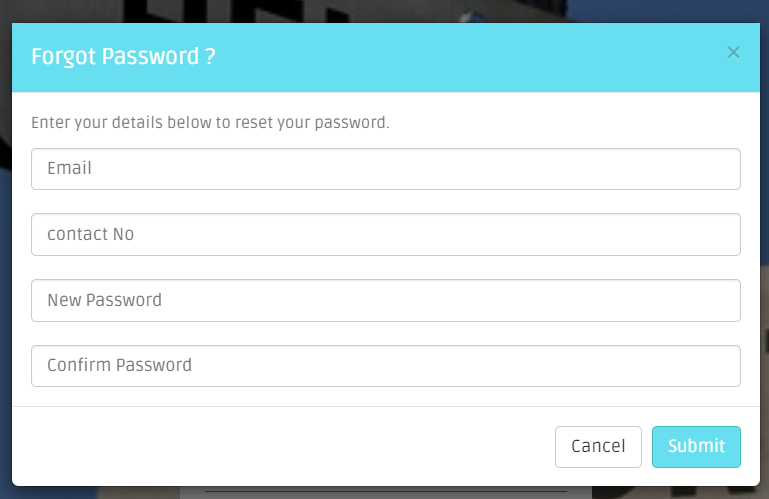 Forgot Password ?
×
Enter your details below to reset your password.
Email
contact No
New Password
Confirm Password
Cancel
Submit